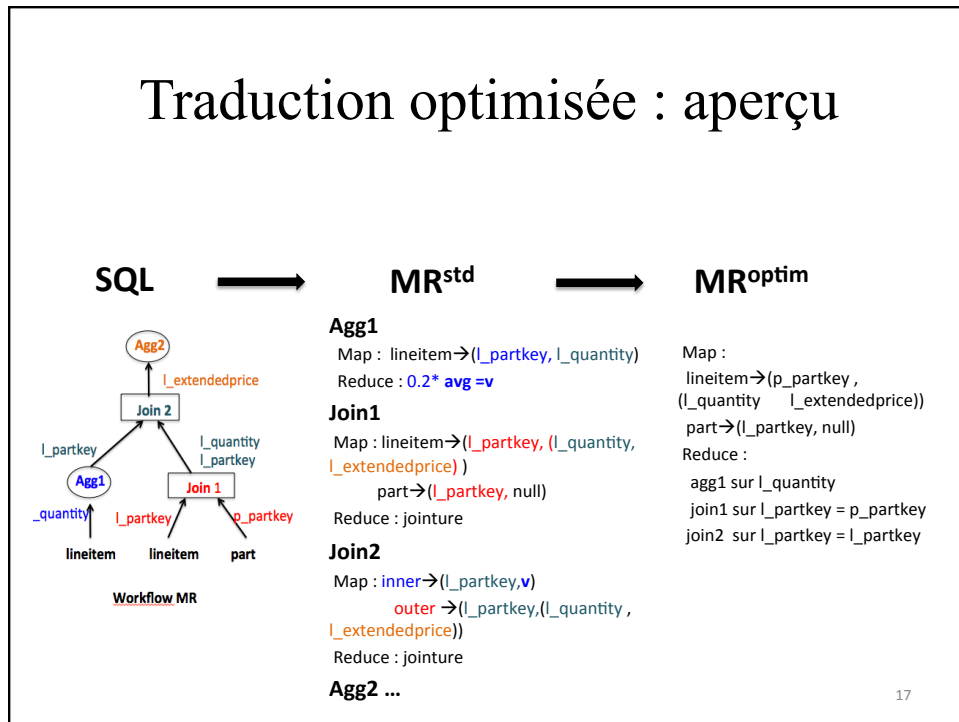 Traduction optimisée : aperçu
SQL
MRstd
MRoptim
Agg2
l_extendedprice
Join 2
l_partkey
l_quantity
l_partkey
Agg1
Join 1
_quantity
l_partkey
p_partkey
lineitem
lineitem
part
Workflow MR
Agg1
Map : lineitem→(l_partkey, l_quantity)
Reduce : 0.2* avg =v
Join1
Map : lineitem→(l_partkey, (l_quantity,
l_extendedprice) )
part→(l_partkey, null)
Reduce : jointure
Join2
Map : inner→(l_partkey,v)
outer →(l_partkey,(l_quantity ,
l_extendedprice))
Reduce : jointure
Agg2 ...
Map :
lineitem→(p_partkey ,
(l_quantity l_extendedprice))
part→(l_partkey, null)
Reduce :
agg1 sur l_quantity
join1 sur l_partkey = p_partkey
join2 sur l_partkey = l_partkey
17